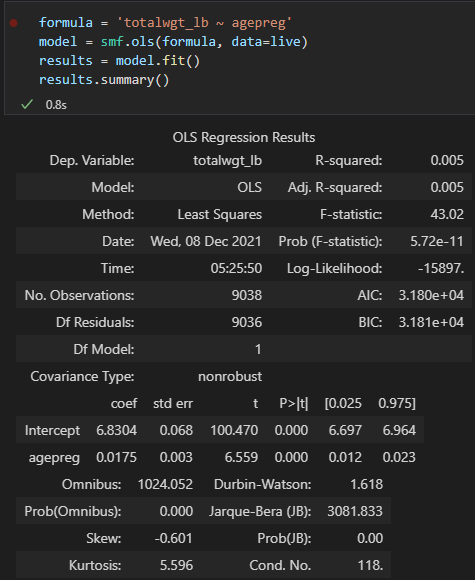 formula = 'totalwgt_lb ~ agepreg'
model = smf.ols(formula, data=live)
results = model.fit()
results.summary()
0.8s
OLS Regression Results
Dep. Variable: totalwgt_lb R-squared: 0.005
Model: OLS Adj. R-squared: 0.005
Method: Least Squares F-statistic: 43.02
Date: Wed, 08 Dec 2021 Prob (F-statistic): 5.72e-11
Time: 05:25:50 Log-Likelihood: -15897.
No. Observations: 9038 AIC: 3.180e+04
Df Residuals: 9036 BIC: 3.181e+04
Df Model: 1
Covariance Type: nonrobust
coef std err t P>|t| [0.025 0.975]
Intercept 6.8304 0.068 100.470 0.000 6.697 6.964
agepreg 0.0175 0.003 6.559 0.000 0.012 0.023
Omnibus: 1024.052 Durbin-Watson: 1.618
Prob(Omnibus): 0.000 Jarque-Bera (JB): 3081.833
Skew: -0.601 Prob(JB): 0.00
Kurtosis: 5.596 Cond. No. 118.